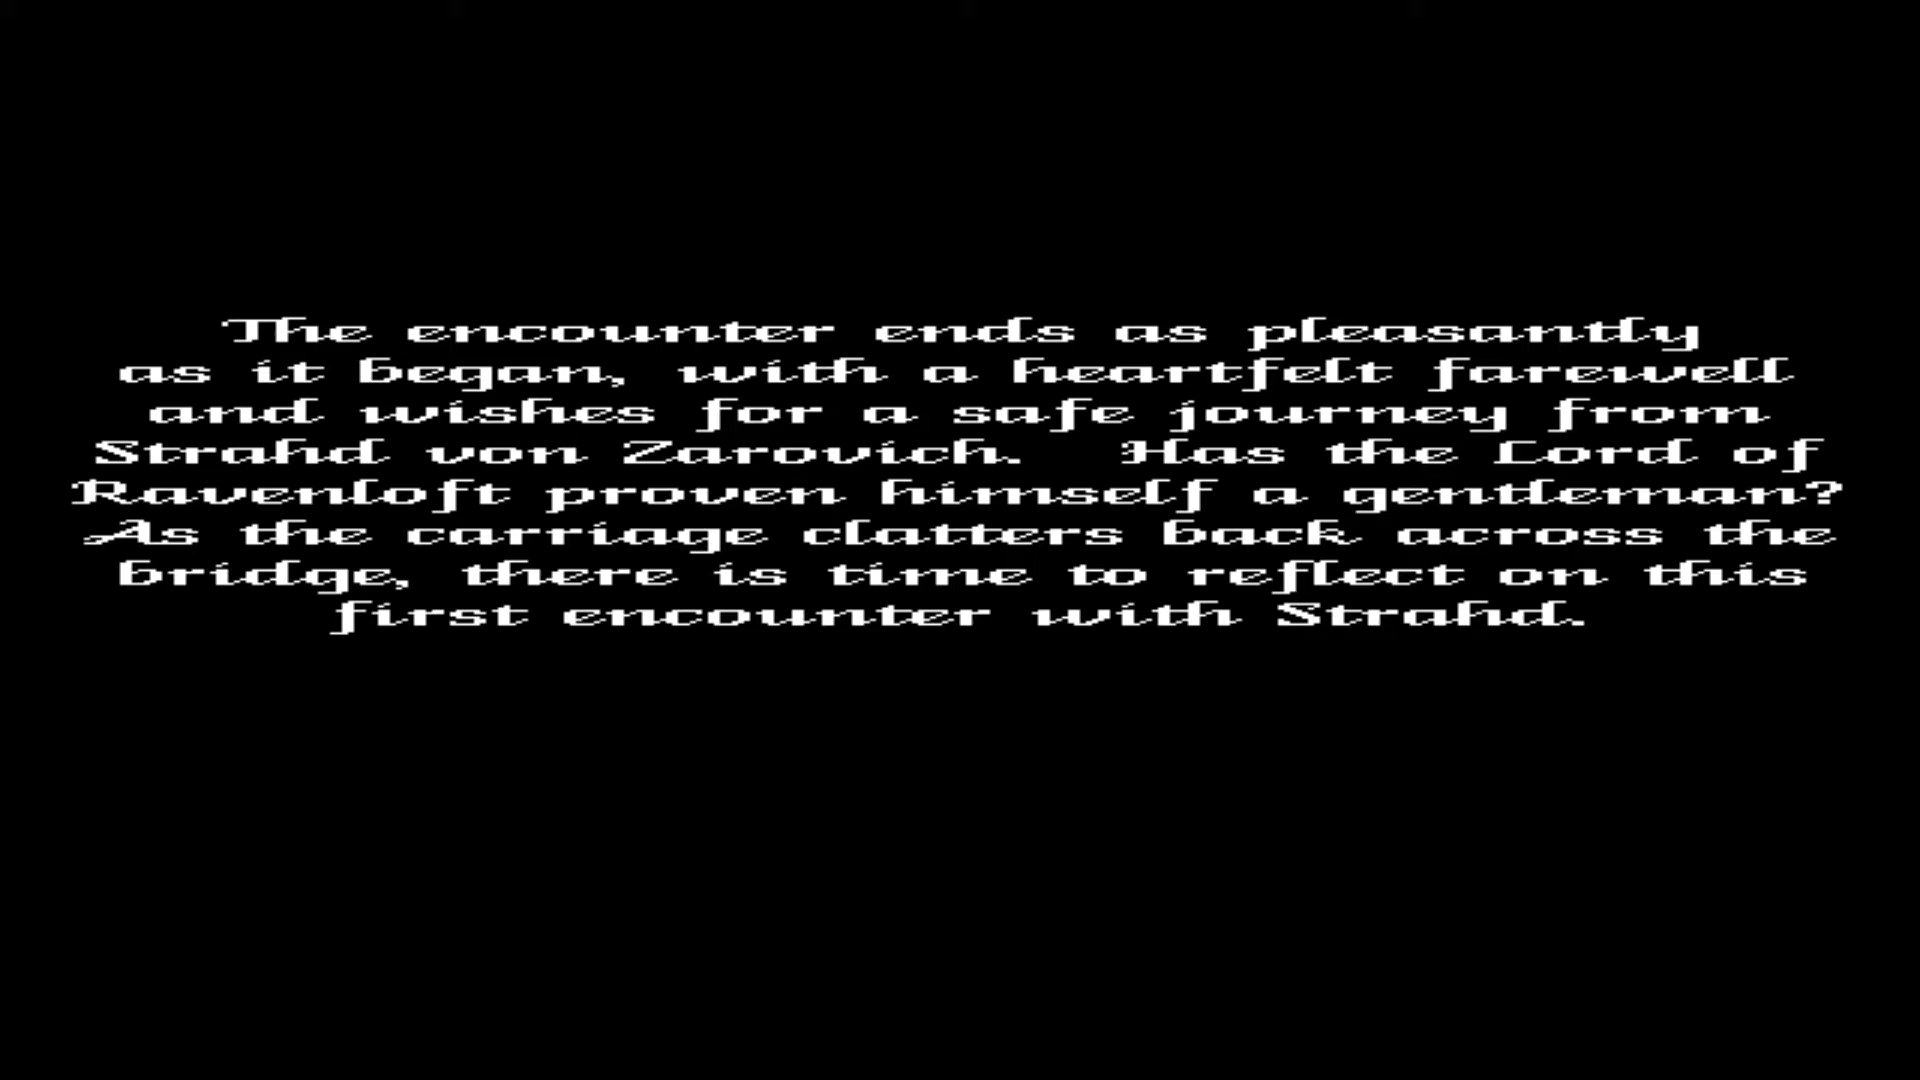 The encounter ends as pleasantly
as it began, with a heartfelt farewell
and wishes for a safe journey from
Strahd von Zarovich.  Has the Lord of
Ravenloft proven himself a gentleman?
As the carriage clatters back across the
bridge, there is time to reflect on this
first encounter with Strahd.